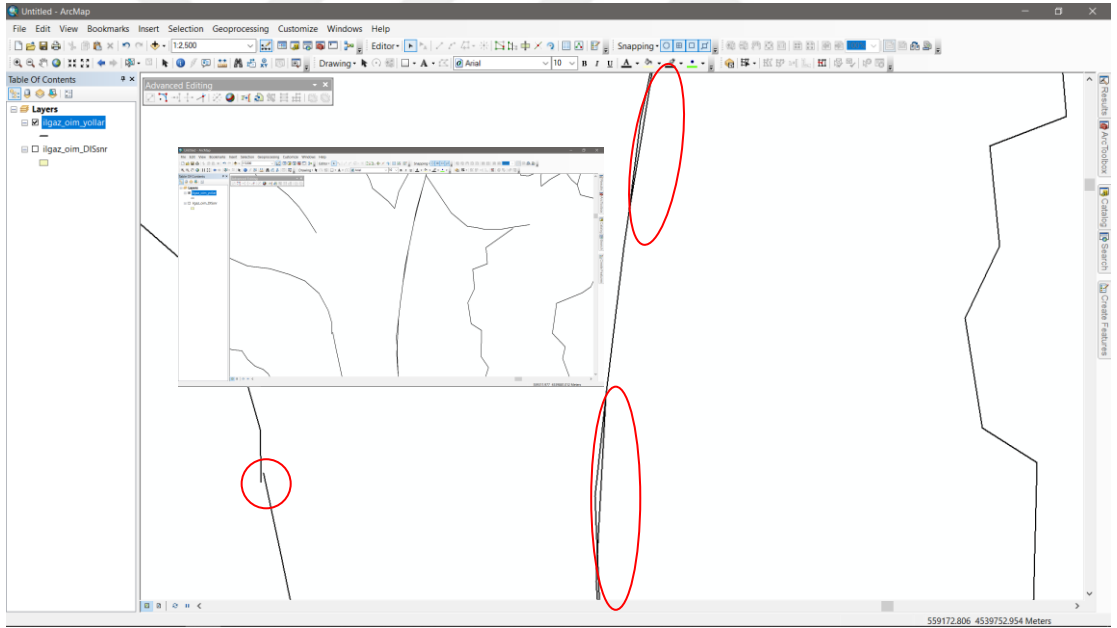 Untitled - ArcMap
File Edit View Bookmarks Insert Selection Geoprocessing Customize Windows Help
1:2,500 Editor Snapping
Drawing A Arial 10 B I U A
Table Of Contents
Layers
ilgaz_oim_yollar
ilgaz_oim_DISsnr
Advanced Editing
Results
ArcToolbox
Catalog
Search
Create Features
559172.806 4539752.954 Meters